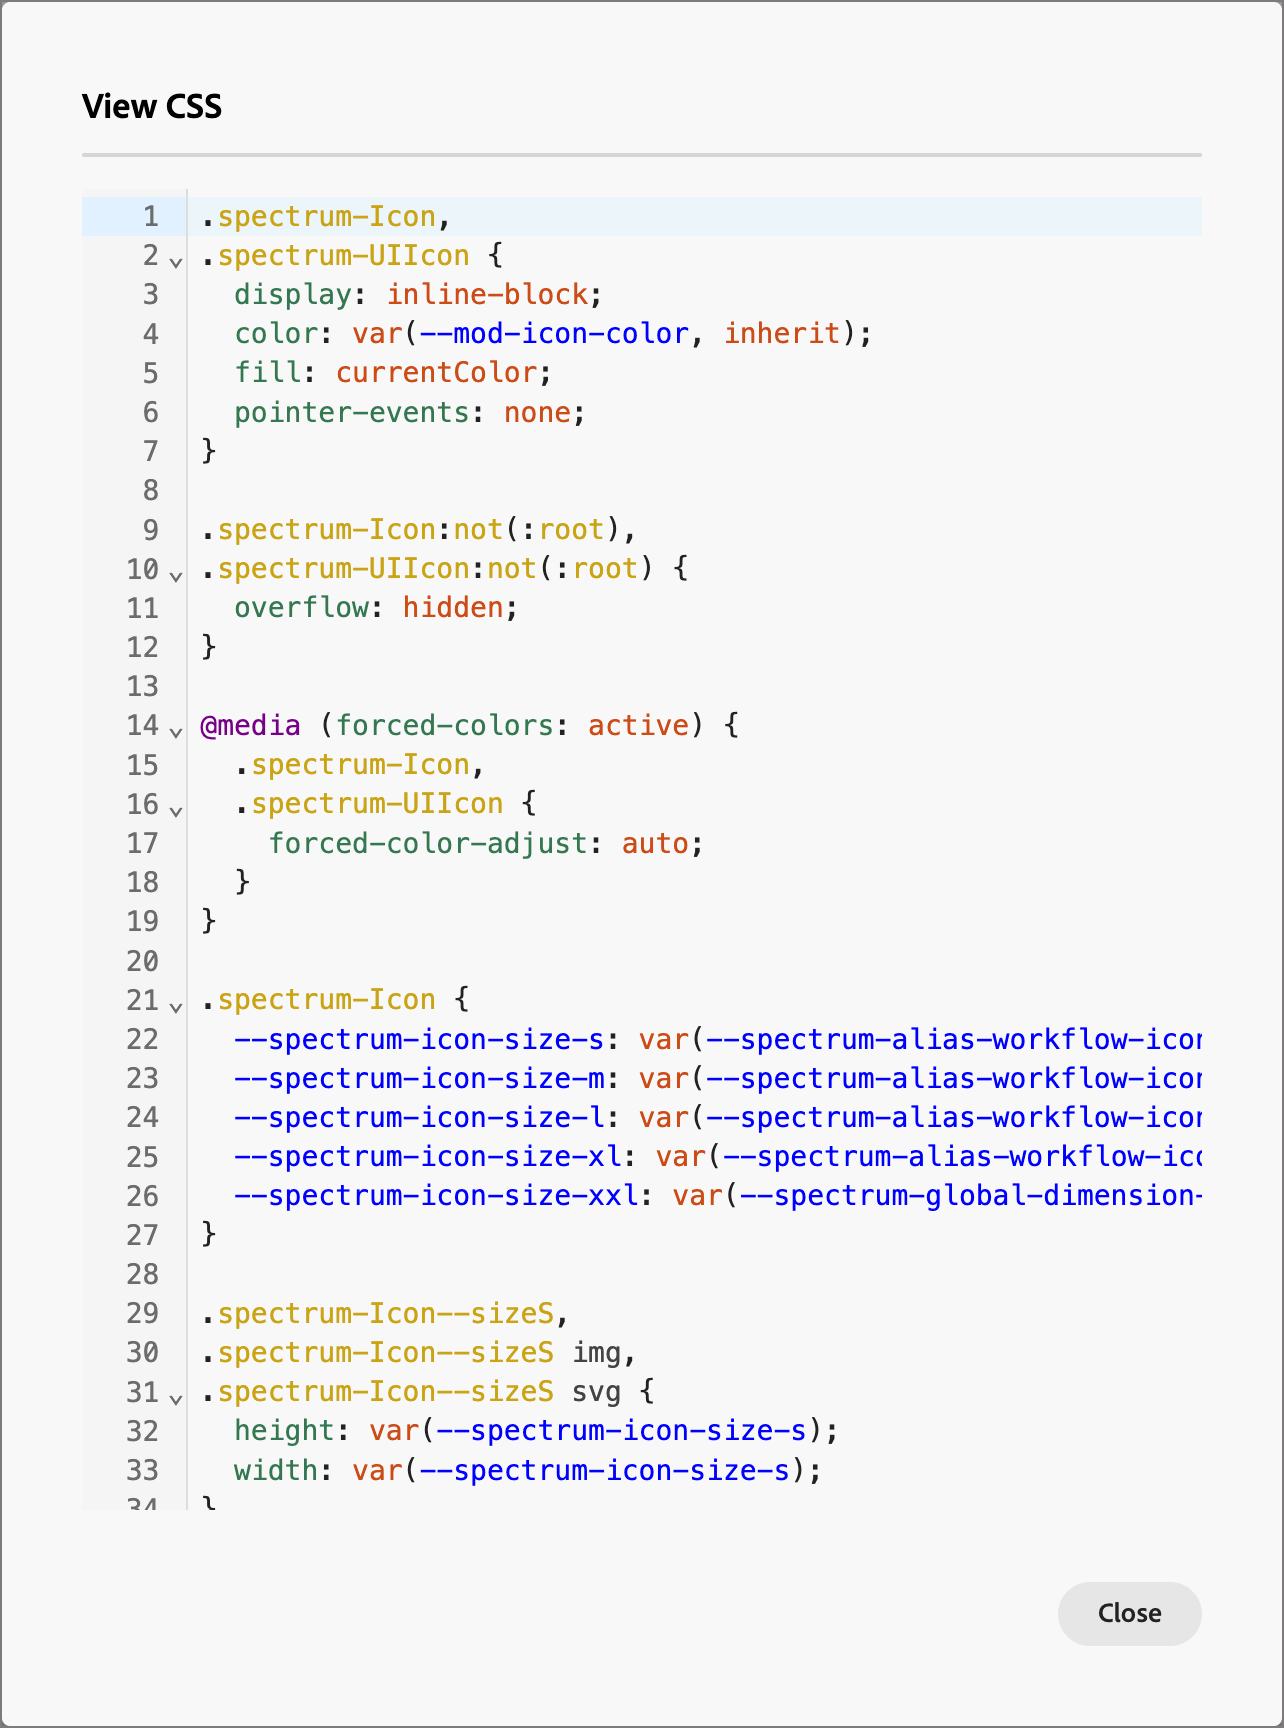 View CSS
1 .spectrum-Icon,
2 .spectrum-UIIcon {
3   display: inline-block;
4   color: var(--mod-icon-color, inherit);
5   fill: currentColor;
6   pointer-events: none;
7 }
8
9 .spectrum-Icon:not(:root),
10 .spectrum-UIIcon:not(:root) {
11   overflow: hidden;
12 }
13
14 @media (forced-colors: active) {
15   .spectrum-Icon,
16   .spectrum-UIIcon {
17     forced-color-adjust: auto;
18   }
19 }
20
21 .spectrum-Icon {
22   --spectrum-icon-size-s: var(--spectrum-alias-workflow-icon
23   --spectrum-icon-size-m: var(--spectrum-alias-workflow-icon
24   --spectrum-icon-size-l: var(--spectrum-alias-workflow-icon
25   --spectrum-icon-size-xl: var(--spectrum-alias-workflow-ico
26   --spectrum-icon-size-xxl: var(--spectrum-global-dimension-
27 }
28
29 .spectrum-Icon--sizeS,
30 .spectrum-Icon--sizeS img,
31 .spectrum-Icon--sizeS svg {
32   height: var(--spectrum-icon-size-s);
33   width: var(--spectrum-icon-size-s);
34 }
Close